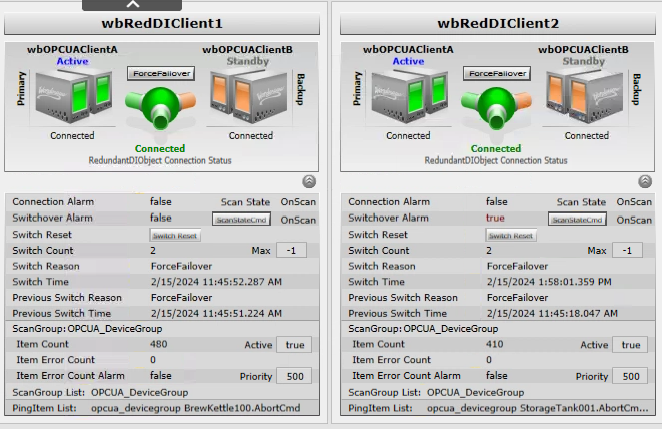 wbRedDIClient1
wbOPCUAClientA wbOPCUAClientB
Active Standby
ForceFailover
Primary
Backup
Connected Connected
Connected
RedundantDIObject Connection Status
Connection Alarm false Scan State OnScan
Switchover Alarm false ScanStateCmd OnScan
Switch Reset Switch Reset
Switch Count 2 Max -1
Switch Reason ForceFailover
Switch Time 2/15/2024 11:45:52.287 AM
Previous Switch Reason ForceFailover
Previous Switch Time 2/15/2024 11:45:51.224 AM
ScanGroup: OPCUA_DeviceGroup
Item Count 480 Active true
Item Error Count 0
Item Error Count Alarm false Priority 500
ScanGroup List: OPCUA_DeviceGroup
PingItem List: opcua_devicegroup BrewKettle100.AbortCmd
wbRedDIClient2
wbOPCUAClientA wbOPCUAClientB
Active Standby
ForceFailover
Primary
Backup
Connected Connected
Connected
RedundantDIObject Connection Status
Connection Alarm false Scan State OnScan
Switchover Alarm true ScanStateCmd OnScan
Switch Reset Switch Reset
Switch Count 2 Max -1
Switch Reason ForceFailover
Switch Time 2/15/2024 1:58:01.359 PM
Previous Switch Reason ForceFailover
Previous Switch Time 2/15/2024 11:45:18.047 AM
ScanGroup: OPCUA_DeviceGroup
Item Count 410 Active true
Item Error Count 0
Item Error Count Alarm false Priority 500
ScanGroup List: OPCUA_DeviceGroup
PingItem List: opcua_devicegroup StorageTank001.AbortCm...